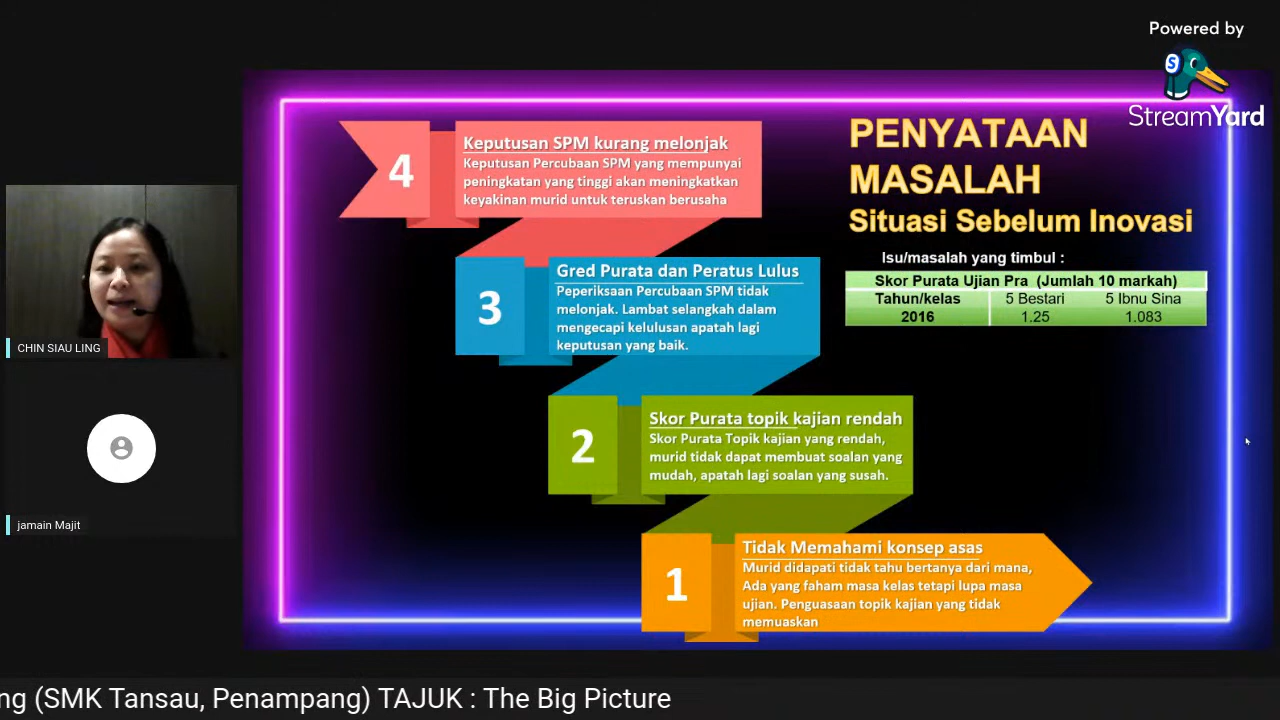 Powered by
StreamYard
PENYATAAN
MASALAH
Situasi Sebelum Inovasi
Isu/masalah yang timbul :
Skor Purata Ujian Pra (Jumlah 10 markah)
Tahun/kelas 5 Bestari 5 Ibnu Sina
2016 1.25 1.083
4
Keputusan SPM kurang melonjak
Keputusan Percubaan SPM yang mempunyai
peningkatan yang tinggi akan meningkatkan
keyakinan murid untuk teruskan berusaha
3
Gred Purata dan Peratus Lulus
Peperiksaan Percubaan SPM tidak
melonjak. Lambat selangkah dalam
mengecapi kelulusan apatah lagi
keputusan yang baik.
2
Skor Purata topik kajian rendah
Skor Purata Topik kajian yang rendah,
murid tidak dapat membuat soalan yang
mudah, apatah lagi soalan yang susah.
1
Tidak Memahami konsep asas
Murid didapati tidak tahu bertanya dari mana,
Ada yang faham masa kelas tetapi lupa masa
ujian. Penguasaan topik kajian yang tidak
memuaskan
CHIN SIAU LING
jamain Majit
ng (SMK Tansau, Penampang) TAJUK : The Big Picture